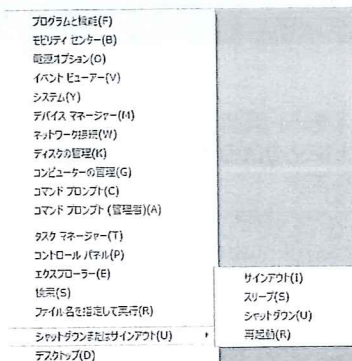 プログラムと機能(F)
モビリティ センター(B)
電源オプション(O)
イベント ビューアー(V)
システム(Y)
デバイス マネージャー(M)
ネットワーク接続(W)
ディスクの管理(K)
コンピューターの管理(G)
コマンド プロンプト(C)
コマンド プロンプト (管理者)(A)
タスク マネージャー(T)
コントロール パネル(P)
エクスプローラー(E)
検索(S)
ファイル名を指定して実行(R)
シャットダウンまたはサインアウト(U)
デスクトップ(D)
サインアウト(I)
スリープ(S)
シャットダウン(U)
再起動(R)